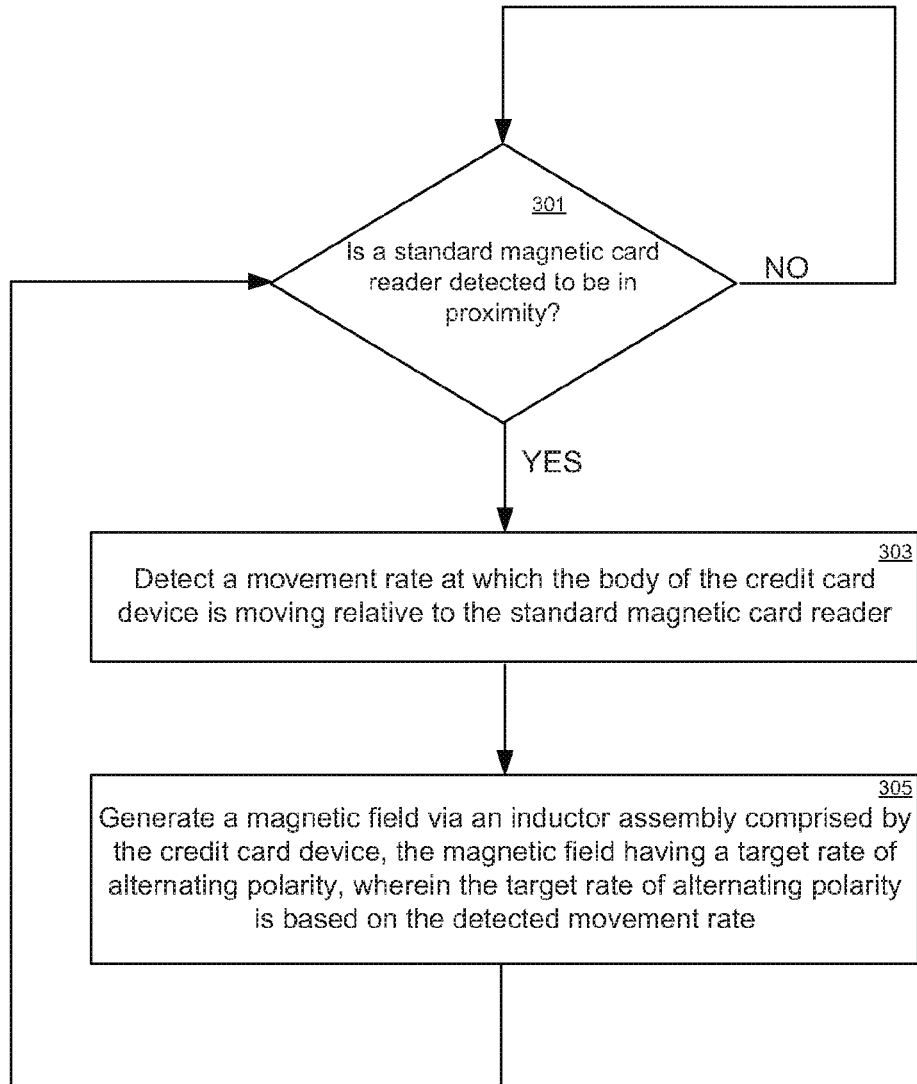 301
Is a standard magnetic card
reader detected to be in
proximity?
NO
YES
303
Detect a movement rate at which the body of the credit card
device is moving relative to the standard magnetic card reader
305
Generate a magnetic field via an inductor assembly comprised by
the credit card device, the magnetic field having a target rate of
alternating polarity, wherein the target rate of alternating polarity
is based on the detected movement rate